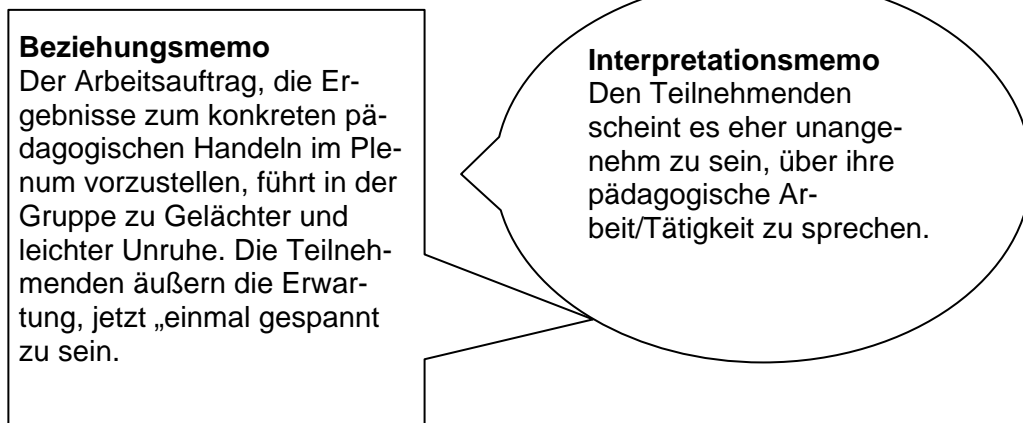 Beziehungsmemo
Der Arbeitsauftrag, die Er-
gebnisse zum konkreten pä-
dagogischen Handeln im Ple-
num vorzustellen, führt in der
Gruppe zu Gelächter und
leichter Unruhe. Die Teilneh-
menden äußern die Erwar-
tung, jetzt „einmal gespannt
zu sein.
Interpretationsmemo
Den Teilnehmenden
scheint es eher unange-
nehm zu sein, über ihre
pädagogische Ar-
beit/Tätigkeit zu sprechen.